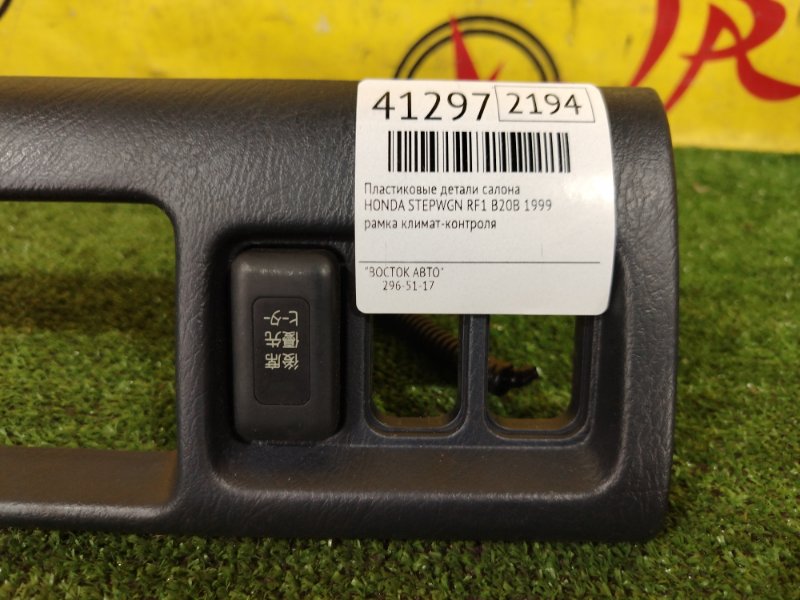 41297 2194
Пластиковые детали салона
HONDA STEPWGN RF1 B20B 1999
рамка климат-контроля
"ВОСТОК АВТО"
296-51-17
後席
優先
ヒーター